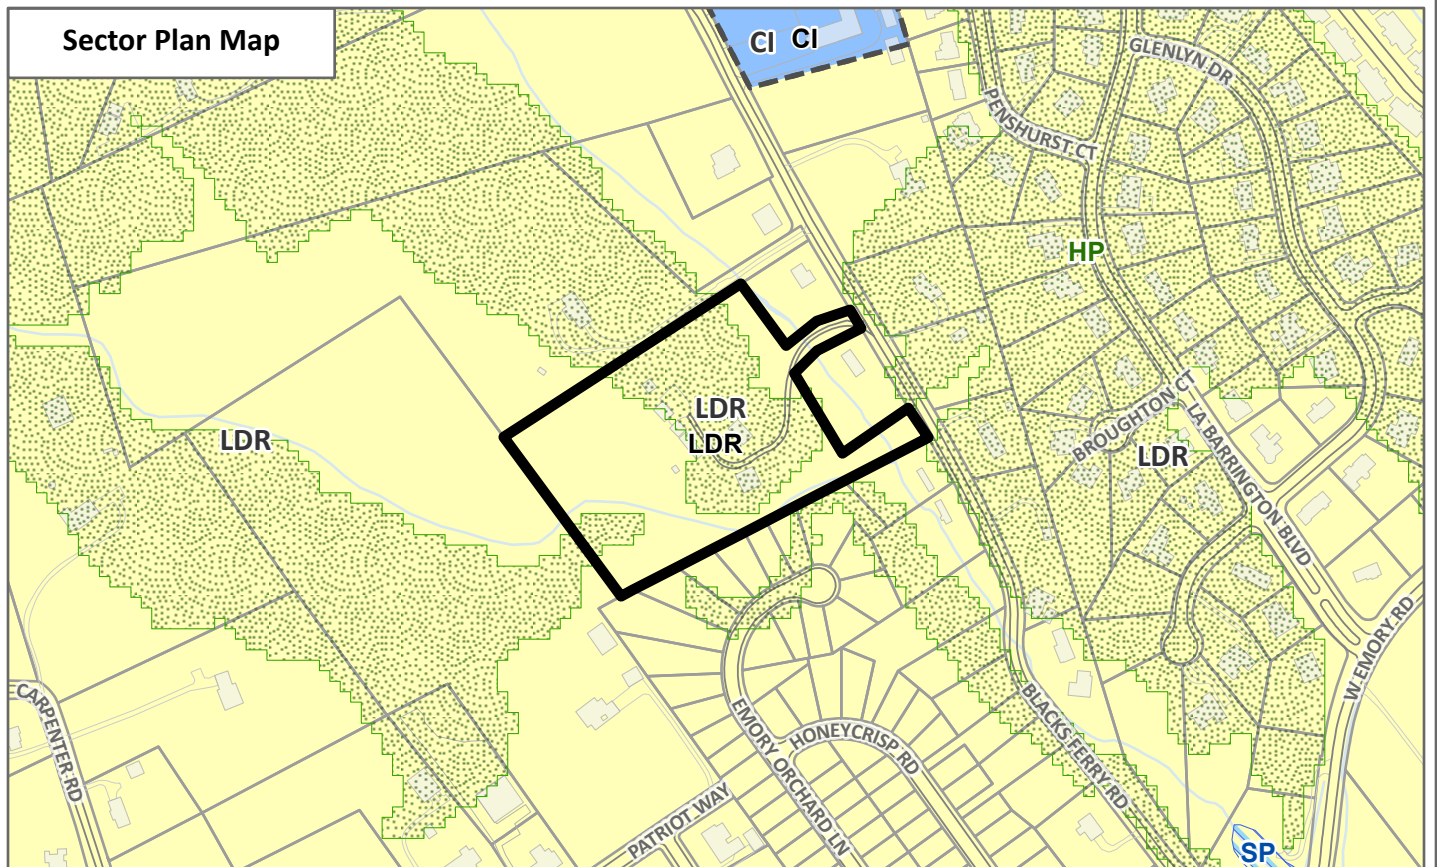 Sector Plan Map
CI CI
GLENLYN DR
PENSHURST CT
HP
LDR
LDR
LDR
BROUGHTON CT
LA BARRINGTON BLVD
LDR
W EMORY RD
CARPENTER RD
BLACKS FERRY RD
EMORY ORCHARD LN
HONEYCRISP RD
PATRIOT WAY
SP